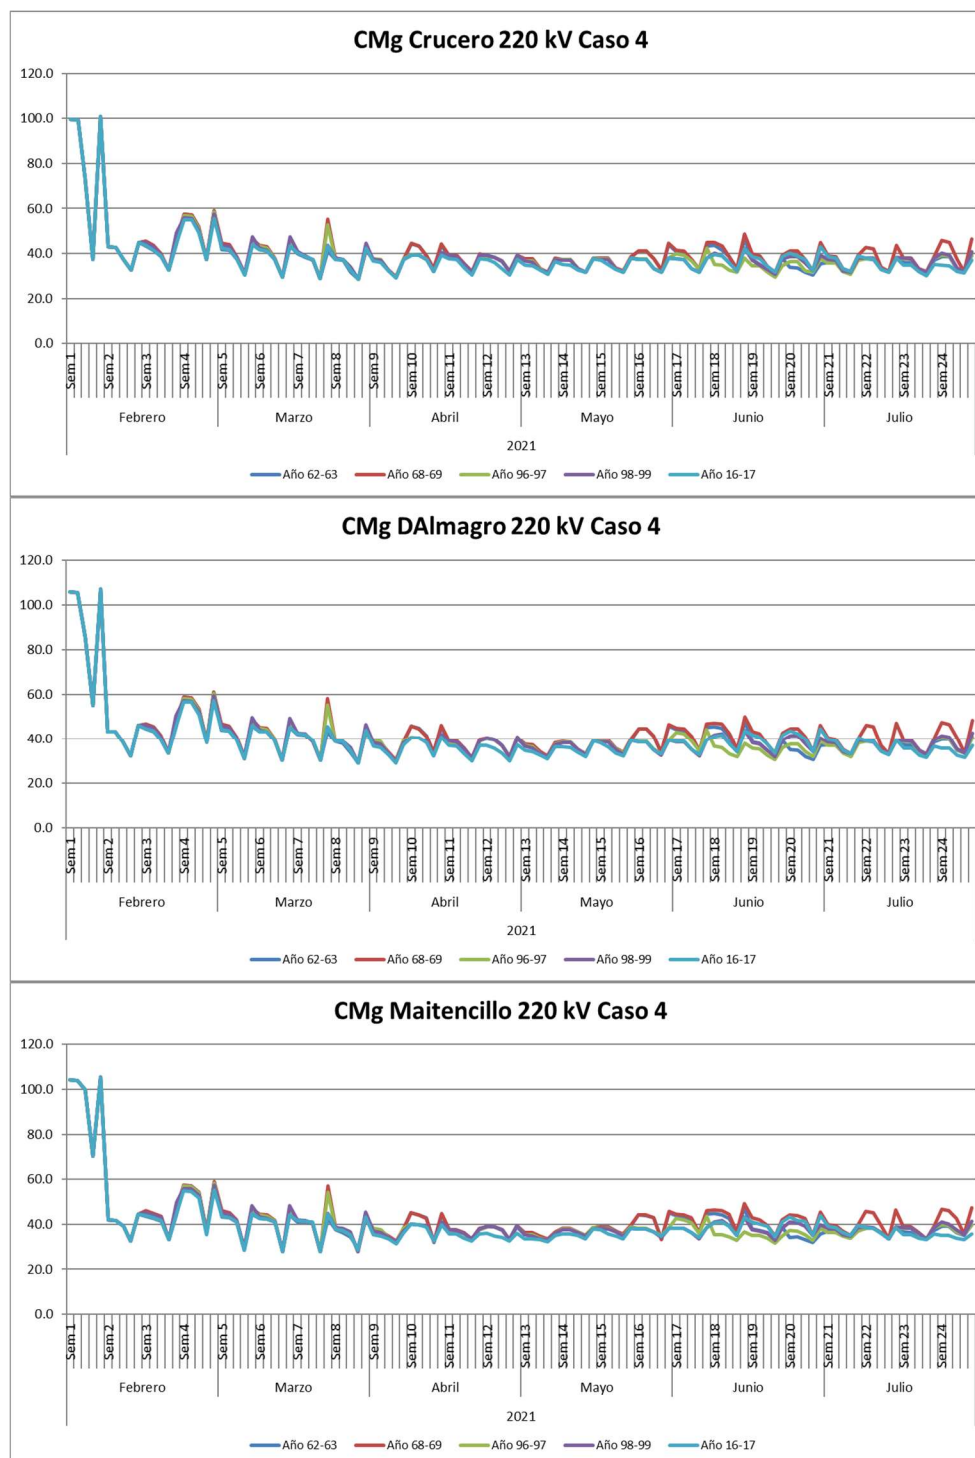 CMg Crucero 220 kV Caso 4
120.0
100.0
80.0
60.0
40.0
20.0
0.0
Sem 1 Sem 2 Sem 3 Sem 4 Sem 5 Sem 6 Sem 7 Sem 8 Sem 9 Sem 10 Sem 11 Sem 12 Sem 13 Sem 14 Sem 15 Sem 16 Sem 17 Sem 18 Sem 19 Sem 20 Sem 21 Sem 22 Sem 23 Sem 24
Febrero Marzo Abril Mayo Junio Julio
2021
Año 62-63 Año 68-69 Año 96-97 Año 98-99 Año 16-17
CMg DAlmagro 220 kV Caso 4
120.0
100.0
80.0
60.0
40.0
20.0
0.0
Sem 1 Sem 2 Sem 3 Sem 4 Sem 5 Sem 6 Sem 7 Sem 8 Sem 9 Sem 10 Sem 11 Sem 12 Sem 13 Sem 14 Sem 15 Sem 16 Sem 17 Sem 18 Sem 19 Sem 20 Sem 21 Sem 22 Sem 23 Sem 24
Febrero Marzo Abril Mayo Junio Julio
2021
Año 62-63 Año 68-69 Año 96-97 Año 98-99 Año 16-17
CMg Maitencillo 220 kV Caso 4
120.0
100.0
80.0
60.0
40.0
20.0
0.0
Sem 1 Sem 2 Sem 3 Sem 4 Sem 5 Sem 6 Sem 7 Sem 8 Sem 9 Sem 10 Sem 11 Sem 12 Sem 13 Sem 14 Sem 15 Sem 16 Sem 17 Sem 18 Sem 19 Sem 20 Sem 21 Sem 22 Sem 23 Sem 24
Febrero Marzo Abril Mayo Junio Julio
2021
Año 62-63 Año 68-69 Año 96-97 Año 98-99 Año 16-17